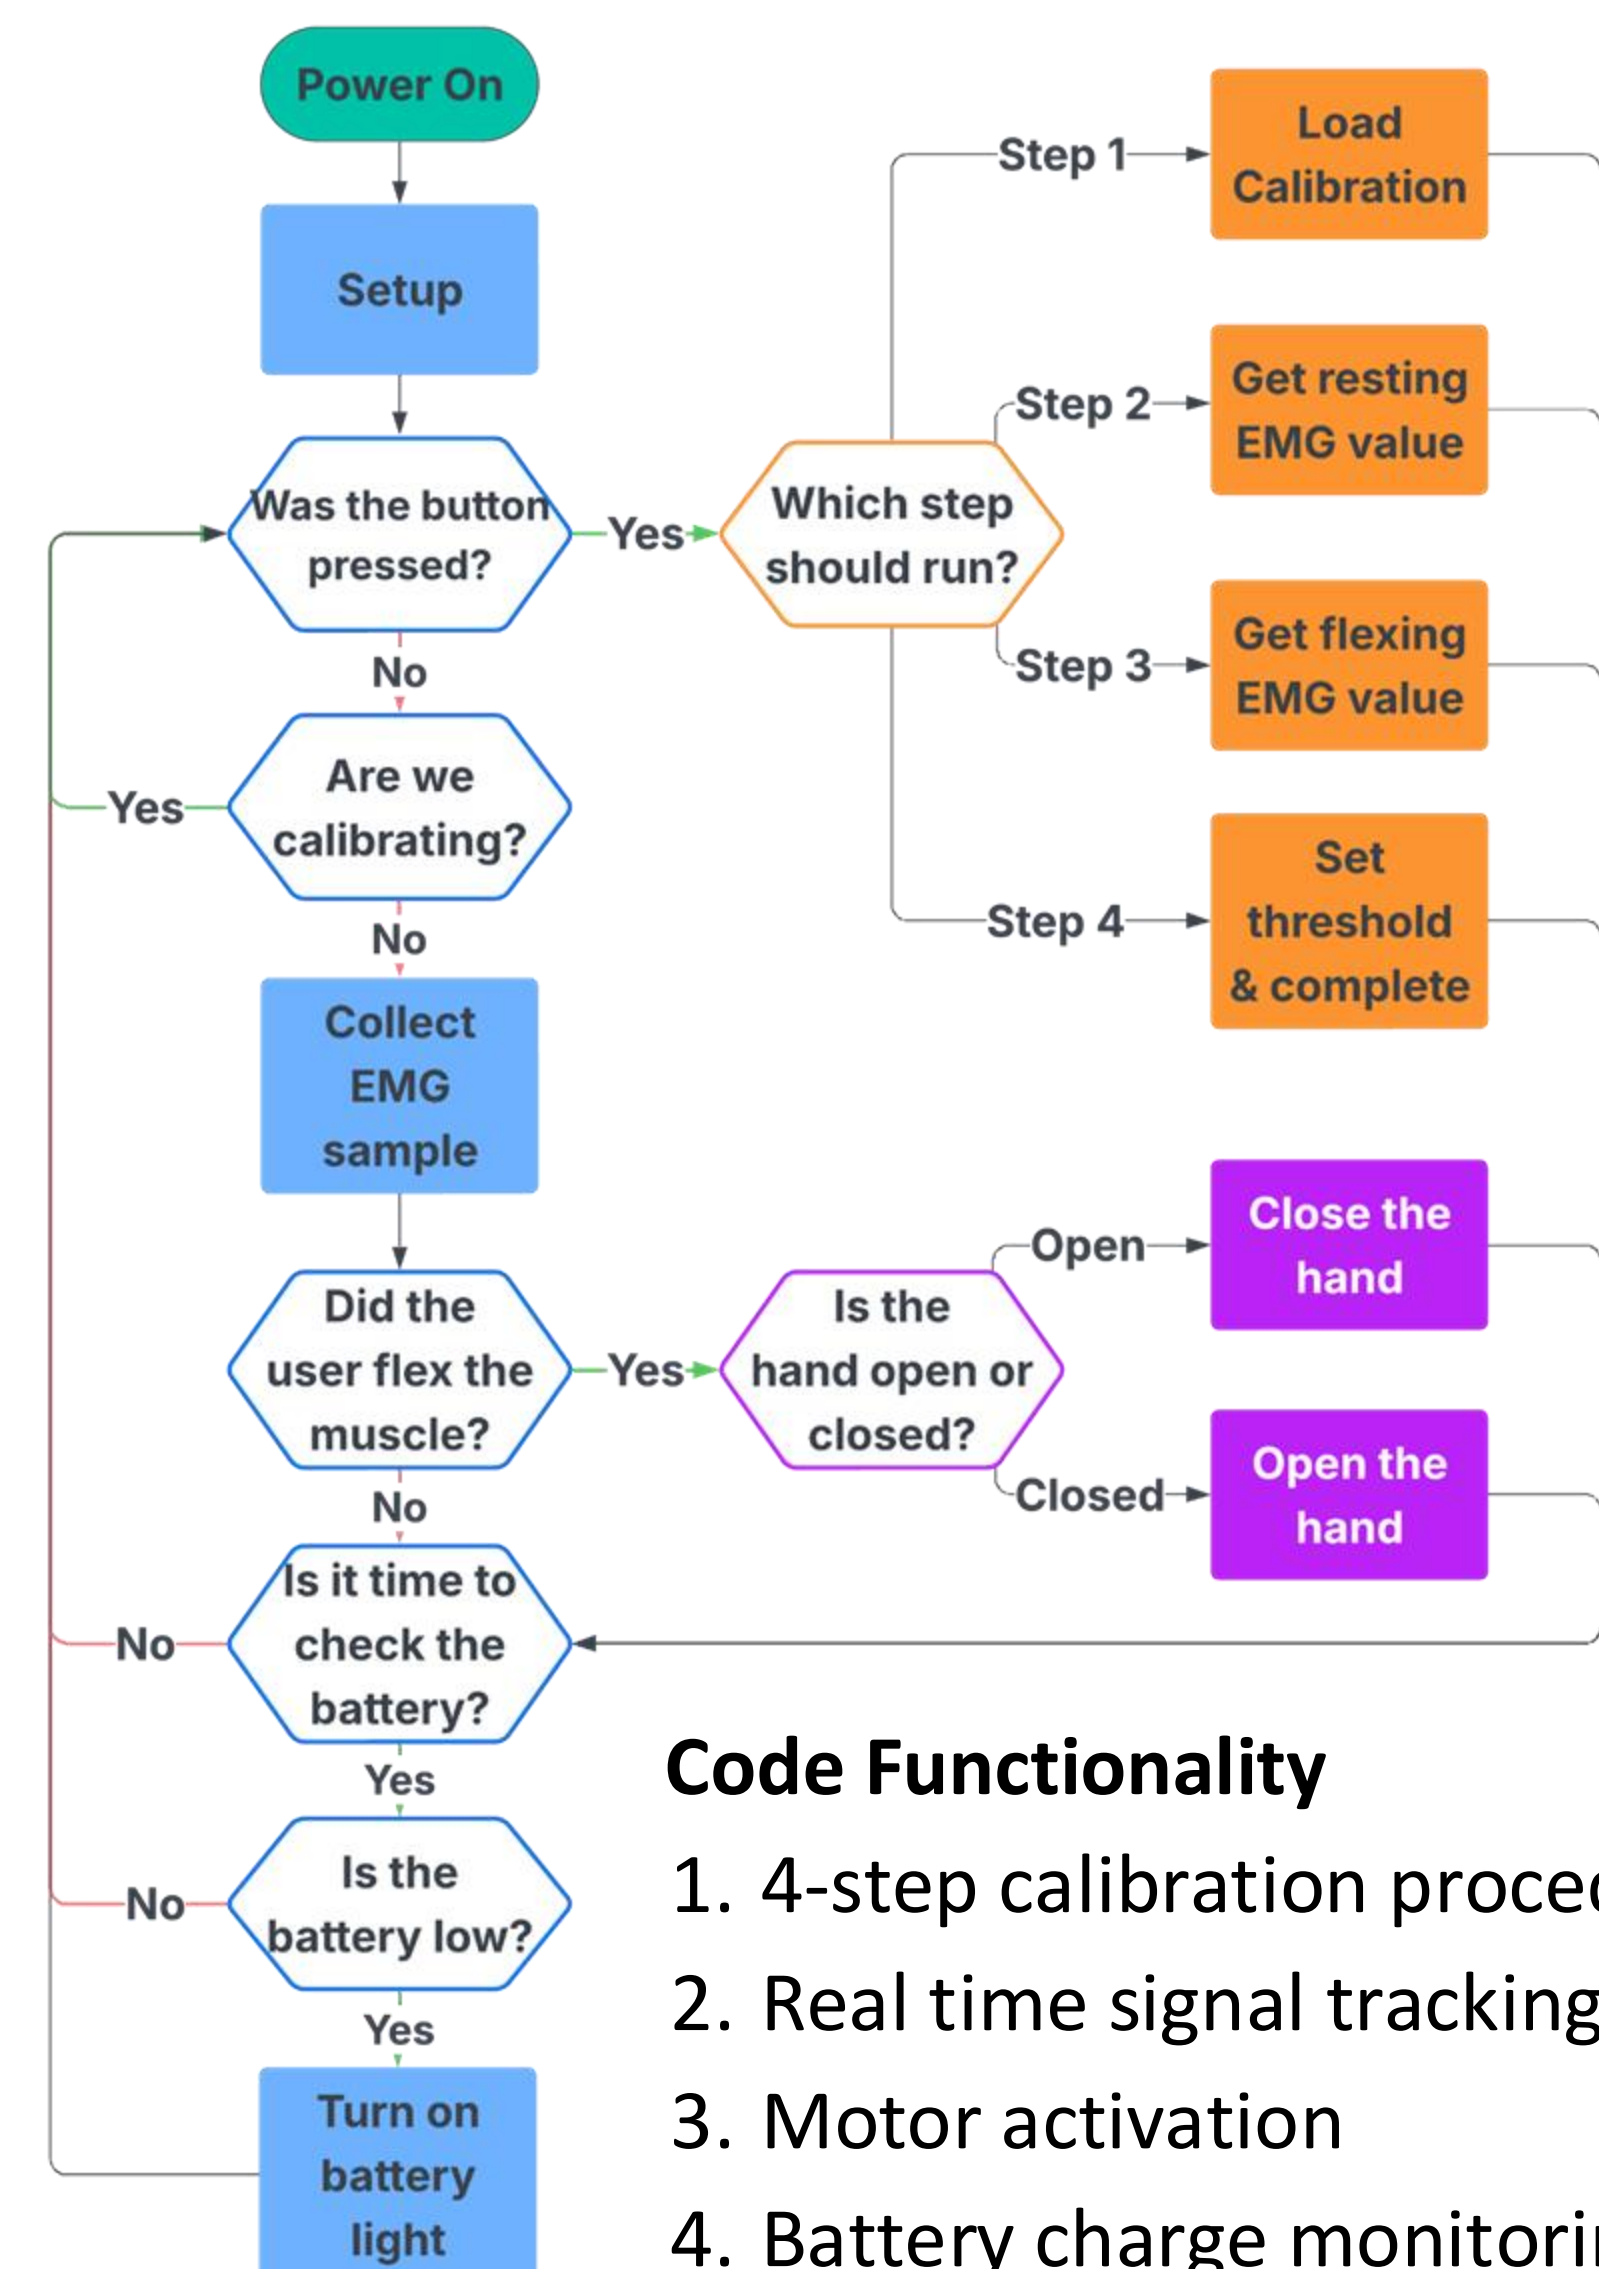 Power On
Setup
Was the button
pressed?
Yes
No
Which step
should run?
Step 1
Load
Calibration
Step 2
Get resting
EMG value
Step 3
Get flexing
EMG value
Step 4
Set
threshold
& complete
Are we
calibrating?
Yes
No
Collect
EMG
sample
Did the
user flex the
muscle?
Yes
No
Is the
hand open or
closed?
Open
Close the
hand
Closed
Open the
hand
Is it time to
check the
battery?
No
Yes
Is the
battery low?
No
Yes
Turn on
battery
light
Code Functionality
1. 4-step calibration
2. Real time signal tracking
3. Motor activation
4. Battery charge